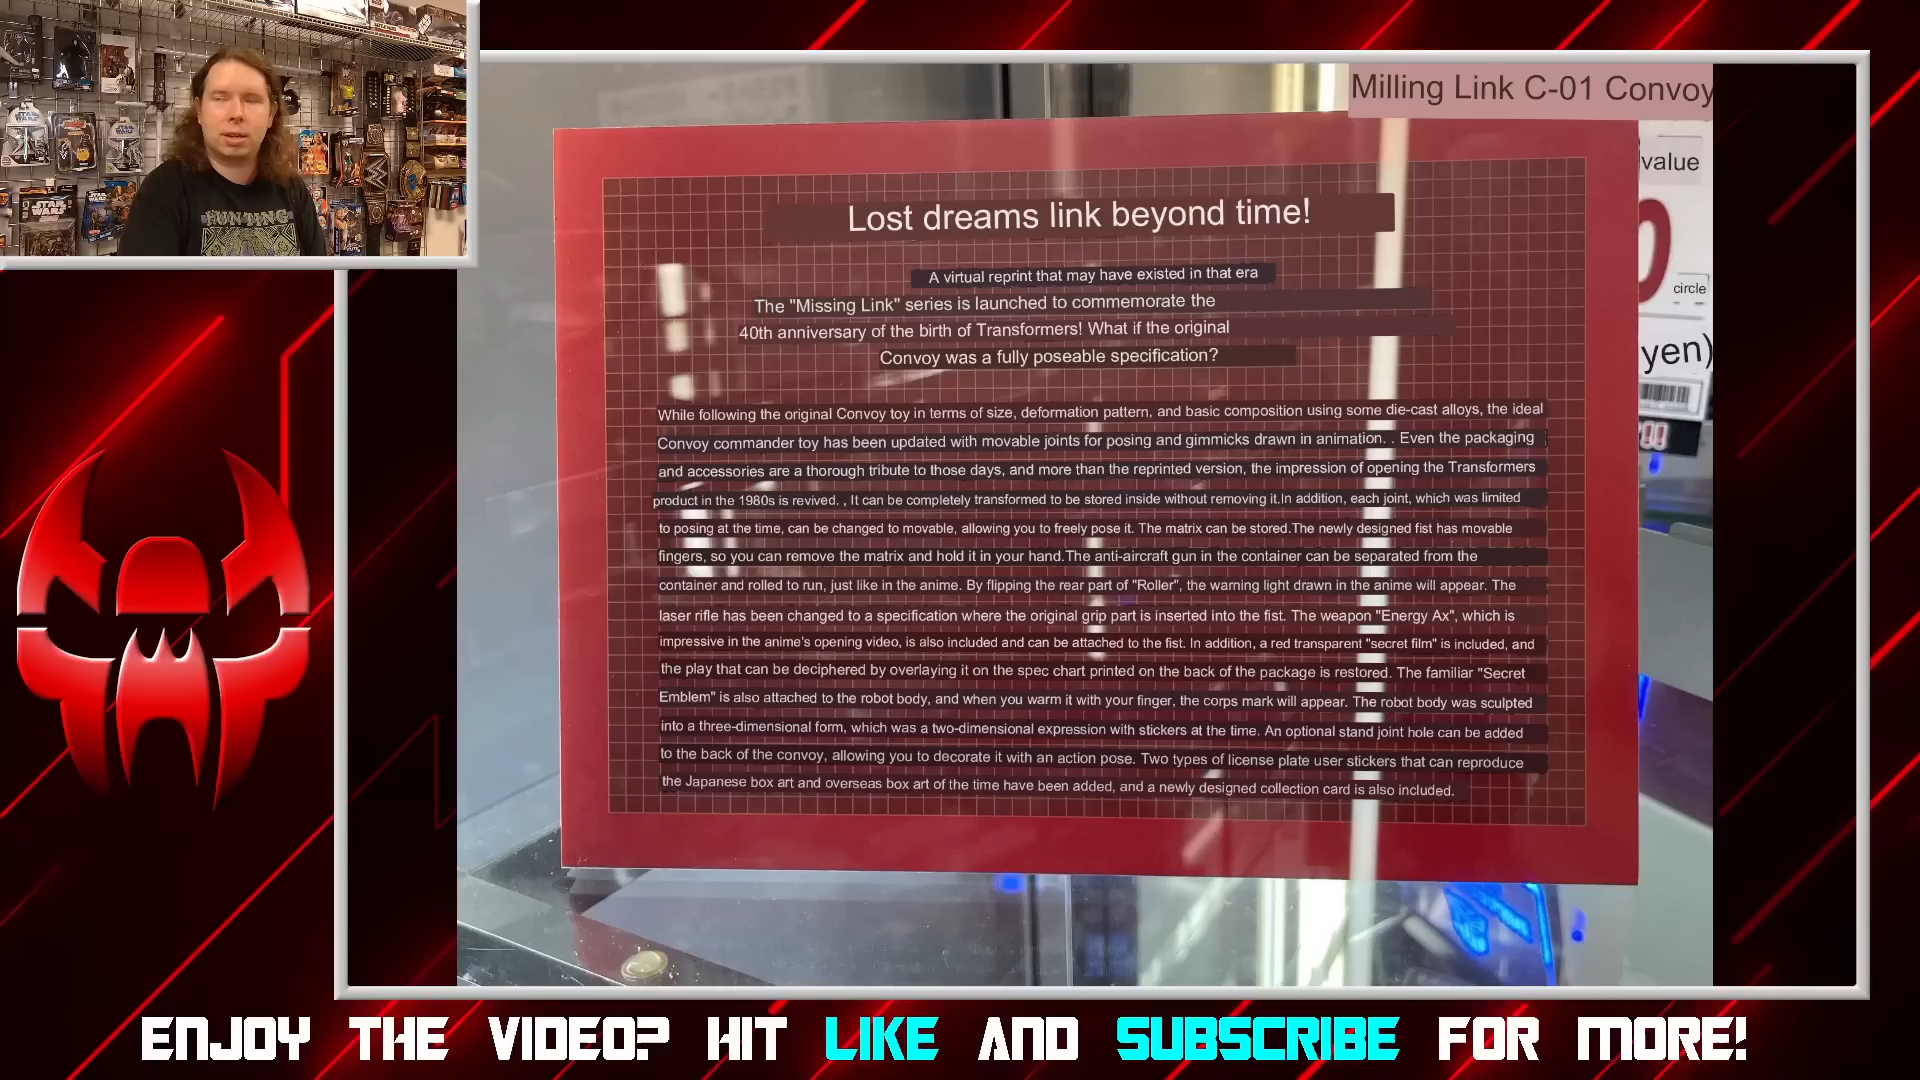 Milling Link C-01 Convoy
value
circle
yen)
Lost dreams link beyond time!
A virtual reprint that may have existed in that era
The "Missing Link" series is launched to commemorate the
40th anniversary of the birth of Transformers! What if the original
Convoy was a fully poseable specification?
While following the original Convoy toy in terms of size, deformation pattern, and basic composition using some die-cast alloys, the ideal
Convoy commander toy has been updated with movable joints for posing and gimmicks drawn in animation. . Even the packaging
and accessories are a thorough tribute to those days, and more than the reprinted version, the impression of opening the Transformers
product in the 1980s is revived. , It can be completely transformed to be stored inside without removing it.In addition, each joint, which was limited
to posing at the time, can be changed to movable, allowing you to freely pose it. The matrix can be stored.The newly designed fist has movable
fingers, so you can remove the matrix and hold it in your hand.The anti-aircraft gun in the container can be separated from the
container and rolled to run, just like in the anime. By flipping the rear part of "Roller", the warning light drawn in the anime will appear. The
laser rifle has been changed to a specification where the original grip part is inserted into the fist. The weapon "Energy Ax", which is
impressive in the anime's opening video, is also included and can be attached to the fist. In addition, a red transparent "secret film" is included, and
the play that can be deciphered by overlaying it on the spec chart printed on the back of the package is restored. The familiar "Secret
Emblem" is also attached to the robot body, and when you warm it with your finger, the corps mark will appear. The robot body was sculpted
into a three-dimensional form, which was a two-dimensional expression with stickers at the time. An optional stand joint hole can be added
to the back of the convoy, allowing you to decorate it with an action pose. Two types of license plate user stickers that can reproduce
the Japanese box art and overseas box art of the time have been added, and a newly designed collection card is also included.
STAR WARS
STAR WARS
ENJOY THE VIDEO? HIT LIKE AND SUBSCRIBE FOR MORE!